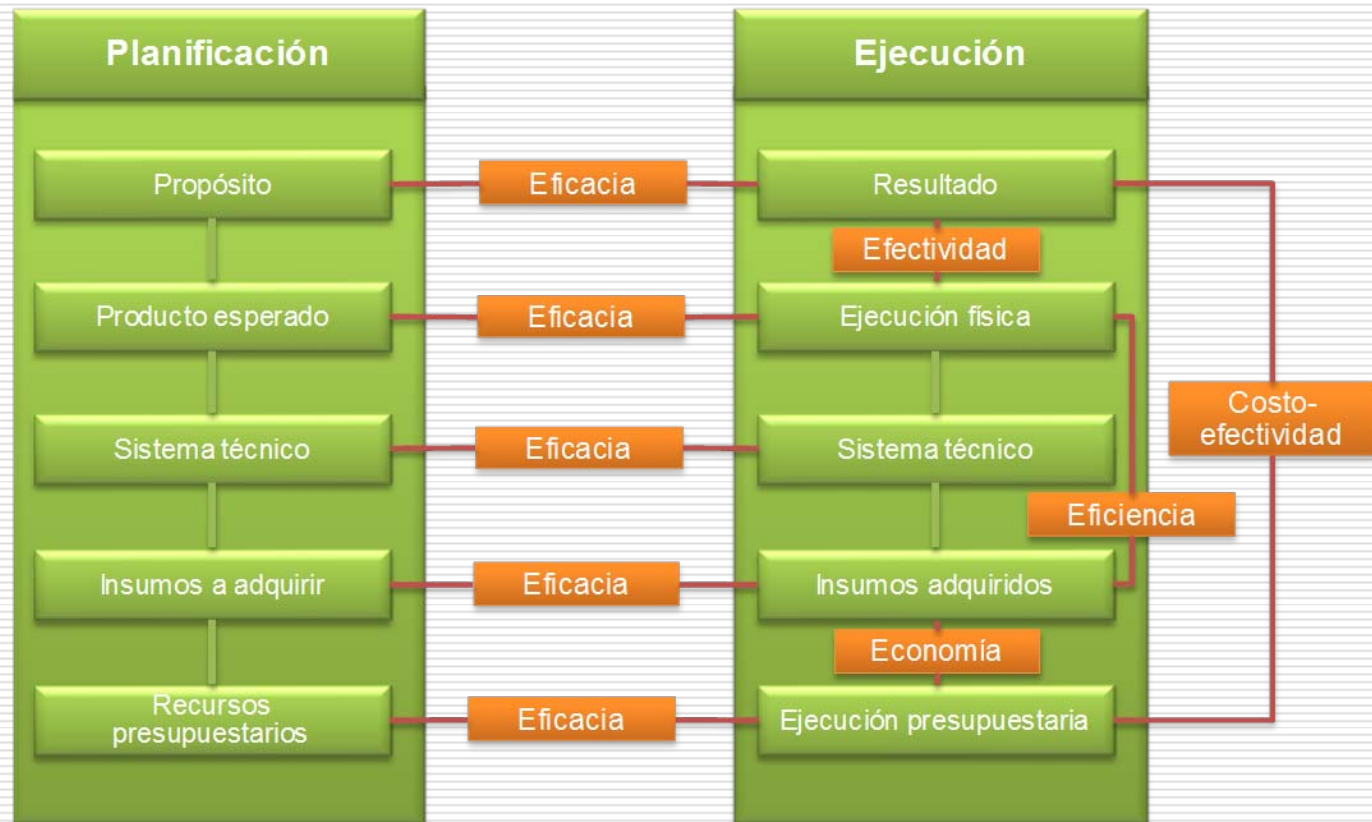 Planificación
Ejecución
Propósito
Eficacia
Resultado
Efectividad
Producto esperado
Eficacia
Ejecución física
Sistema técnico
Eficacia
Sistema técnico
Costo-
efectividad
Eficiencia
Insumos a adquirir
Eficacia
Insumos adquiridos
Economía
Recursos
presupuestarios
Eficacia
Ejecución presupuestaria